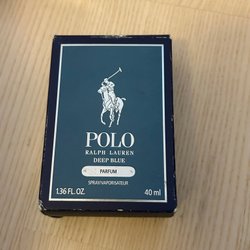 POLO
RALPH LAUREN
DEEP BLUE
PARFUM
SPRAY/VAPORISATEUR
1.36 FL.OZ. 40 ml